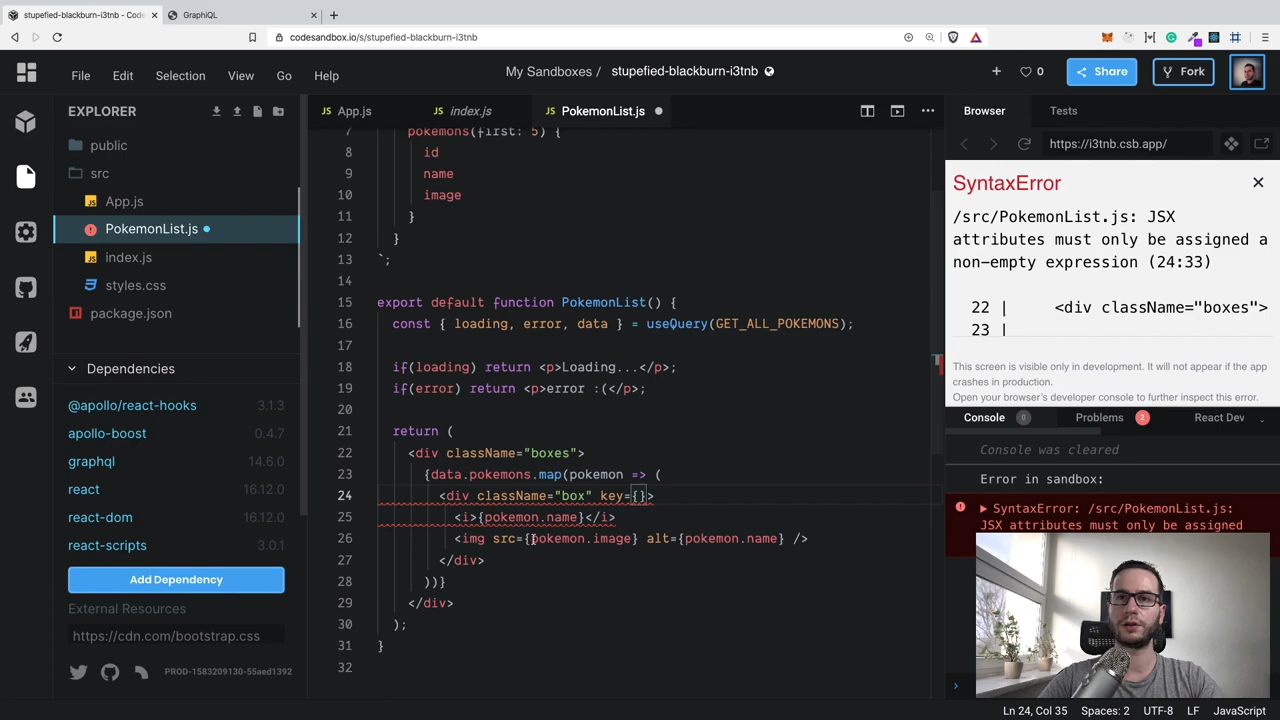 stupefied-blackburn-i3tnb - Code
GraphiQL
codesandbox.io/s/stupefied-blackburn-i3tnb
File Edit Selection View Go Help
My Sandboxes / stupefied-blackburn-i3tnb
0
Share
Fork
EXPLORER
public
src
App.js
PokemonList.js
index.js
styles.css
package.json
Dependencies
@apollo/react-hooks 3.1.3
apollo-boost 0.4.7
graphql 14.6.0
react 16.12.0
react-dom 16.12.0
react-scripts 3.0.1
Add Dependency
External Resources
https://cdn.com/bootstrap.css
PROD-1583209130-55aed1392
App.js
index.js
PokemonList.js
7 pokemons(first: 5) {
8 id
9 name
10 image
11 }
12 }
13 `;
14
15 export default function PokemonList() {
16 const { loading, error, data } = useQuery(GET_ALL_POKEMONS);
17
18 if(loading) return <p>Loading...</p>;
19 if(error) return <p>error :(</p>;
20
21 return (
22 <div className="boxes">
23 {data.pokemons.map(pokemon => (
24 <div className="box" key={}>
25 <i>{pokemon.name}</i>
26 <img src={pokemon.image} alt={pokemon.name} />
27 </div>
28 ))}
29 </div>
30 );
31 }
32
Browser Tests
https://i3tnb.csb.app/
SyntaxError
/src/PokemonList.js: JSX
attributes must only be assigned a
non-empty expression (24:33)
22 | <div className="boxes">
23 |
This screen is visible only in development. It will not appear if the app
crashes in production.
Open your browser's developer console to further inspect this error.
Console 0 Problems 2 React Dev
Console was cleared
Error in sandbox:
SyntaxError: /src/PokemonList.js:
JSX attributes must only be assigned
Ln 24, Col 35 Spaces: 2 UTF-8 LF JavaScript